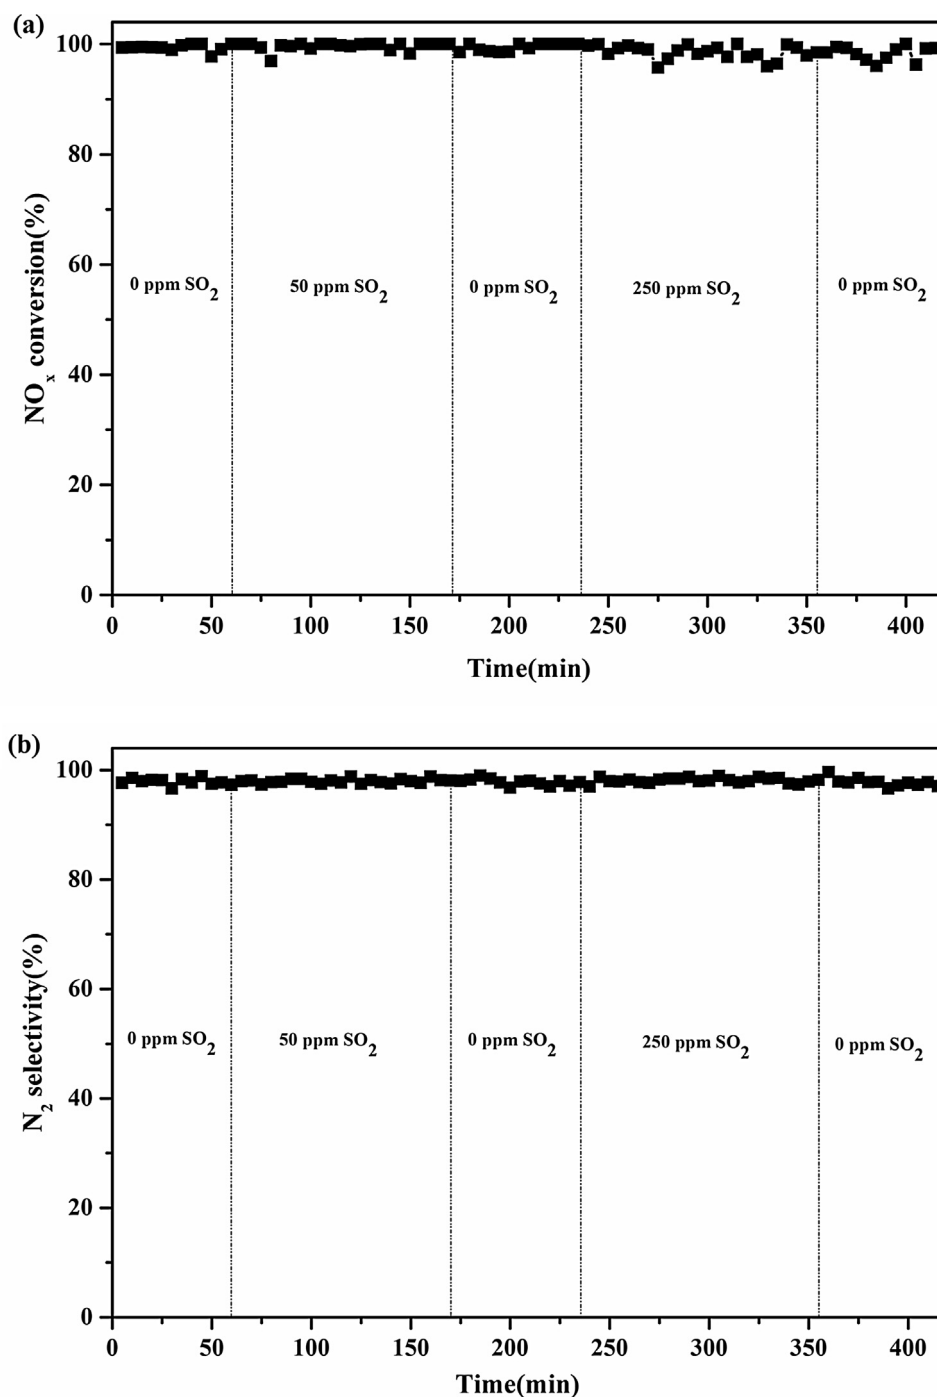 (a)
100
80
60
40
20
0
NOx conversion(%)
0 ppm SO2
50 ppm SO2
0 ppm SO2
250 ppm SO2
0 ppm SO2
0 50 100 150 200 250 300 350 400
Time(min)
(b)
100
80
60
40
20
0
N2 selectivity(%)
0 ppm SO2
50 ppm SO2
0 ppm SO2
250 ppm SO2
0 ppm SO2
0 50 100 150 200 250 300 350 400
Time(min)